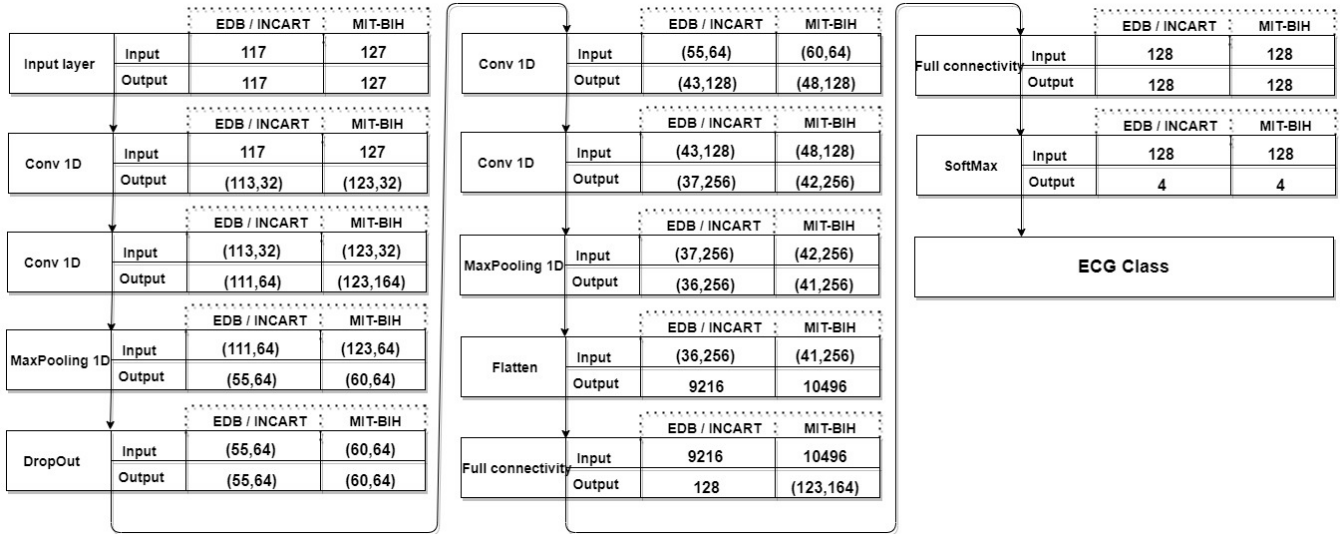 EDB / INCART MIT-BIH
Input layer Input 117 127
Output 117 127
EDB / INCART MIT-BIH
Conv 1D Input 117 127
Output (113,32) (123,32)
EDB / INCART MIT-BIH
Conv 1D Input (113,32) (123,32)
Output (111,64) (123,164)
EDB / INCART MIT-BIH
MaxPooling 1D Input (111,64) (123,64)
Output (55,64) (60,64)
EDB / INCART MIT-BIH
DropOut Input (55,64) (60,64)
Output (55,64) (60,64)
EDB / INCART MIT-BIH
Conv 1D Input (55,64) (60,64)
Output (43,128) (48,128)
EDB / INCART MIT-BIH
Conv 1D Input (43,128) (48,128)
Output (37,256) (42,256)
EDB / INCART MIT-BIH
MaxPooling 1D Input (37,256) (42,256)
Output (36,256) (41,256)
EDB / INCART MIT-BIH
Flatten Input (36,256) (41,256)
Output 9216 10496
EDB / INCART MIT-BIH
Full connectivity Input 9216 10496
Output 128 (123,164)
EDB / INCART MIT-BIH
Full connectivity Input 128 128
Output 128 128
EDB / INCART MIT-BIH
SoftMax Input 128 128
Output 4 4
ECG Class